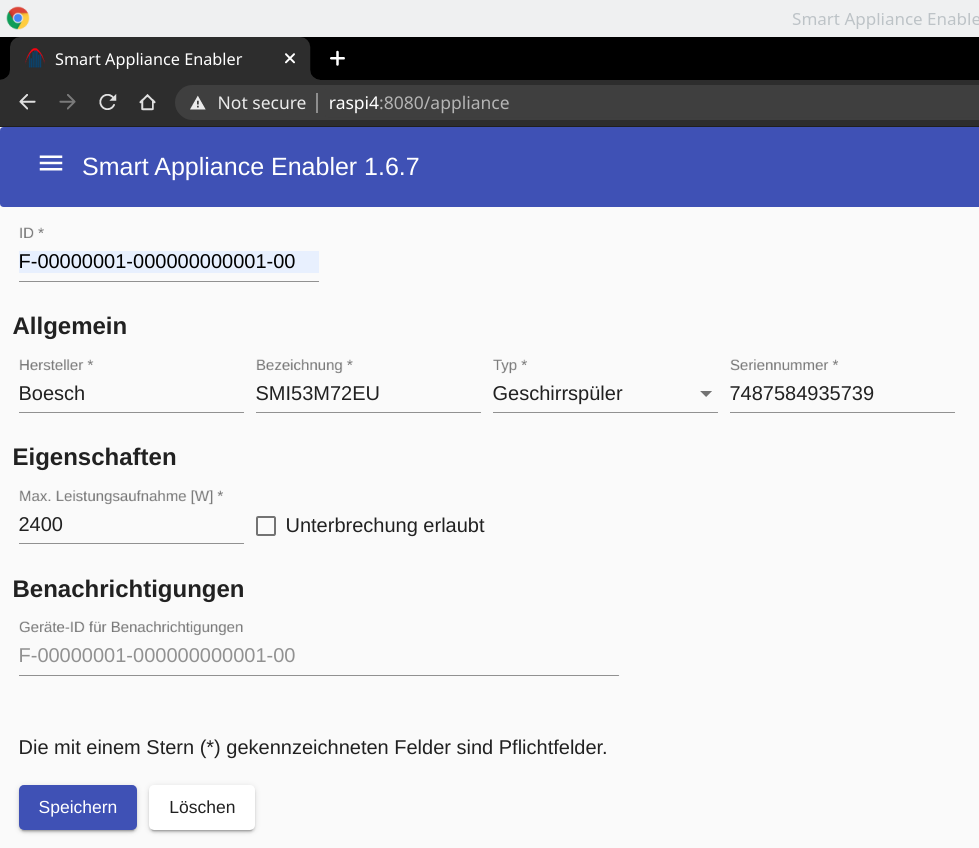 Smart Appliance Enable
Smart Appliance Enabler
Not secure | raspi4:8080/appliance
Smart Appliance Enabler 1.6.7
ID *
F-00000001-000000000001-00
Allgemein
Hersteller * Bezeichnung * Typ * Seriennummer *
Boesch SMI53M72EU Geschirrspüler 7487584935739
Eigenschaften
Max. Leistungsaufnahme [W] *
2400 Unterbrechung erlaubt
Benachrichtigungen
Geräte-ID für Benachrichtigungen
F-00000001-000000000001-00
Die mit einem Stern (*) gekennzeichneten Felder sind Pflichtfelder.
Speichern Löschen